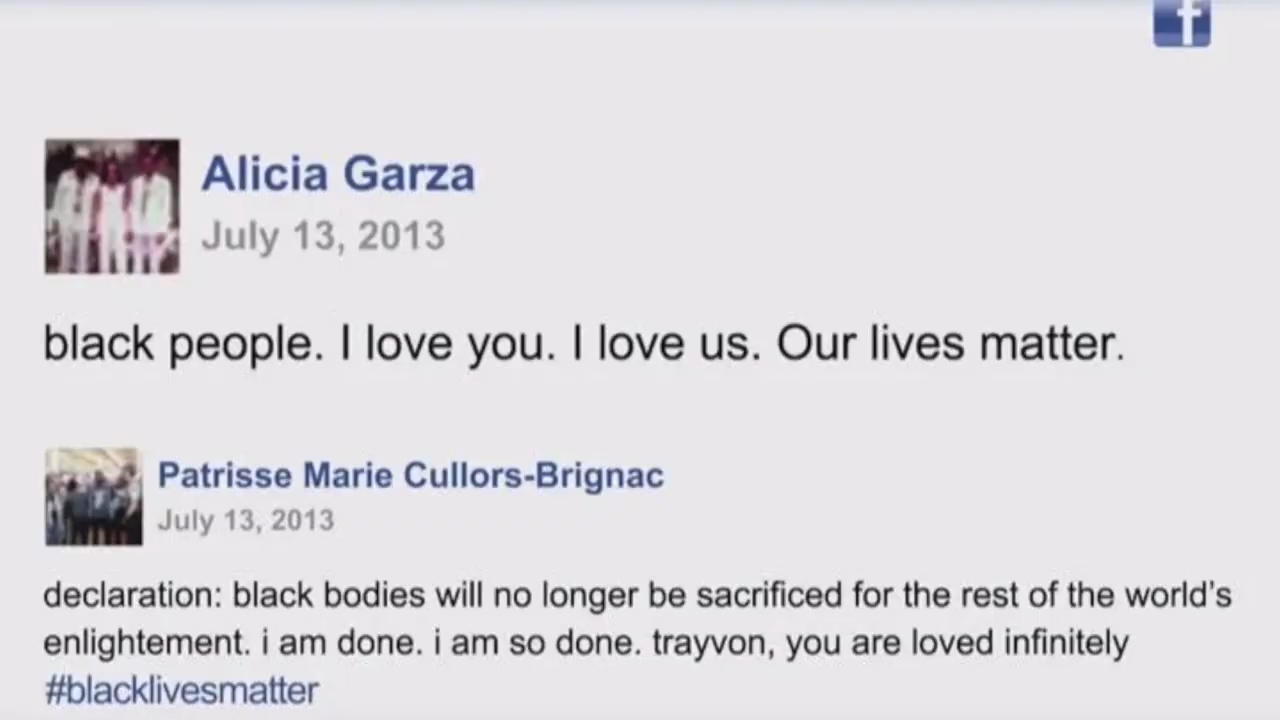 f
Alicia Garza
July 13, 2013
black people. I love you. I love us. Our lives matter.
Patrisse Marie Cullors-Brignac
July 13, 2013
declaration: black bodies will no longer be sacrificed for the rest of the world's
enlightement. i am done. i am so done. trayvon, you are loved infinitely
#blacklivesmatter